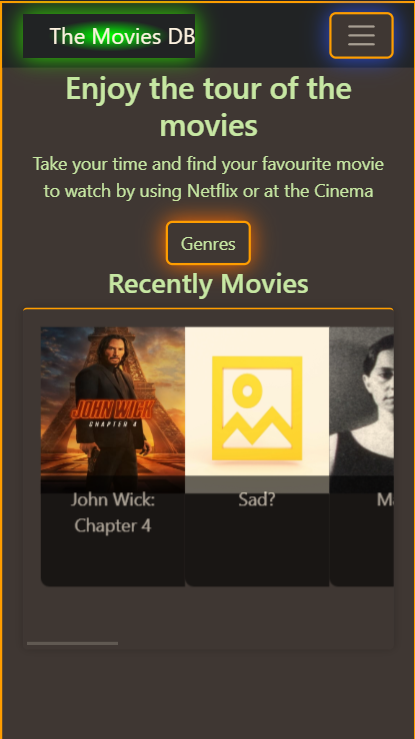 The Movies DB
Enjoy the tour of the
movies
Take your time and find your favourite movie
to watch by using Netflix or at the Cinema
Genres
Recently Movies
JOHN WICK
CHAPTER 4
John Wick:
Chapter 4
Sad?